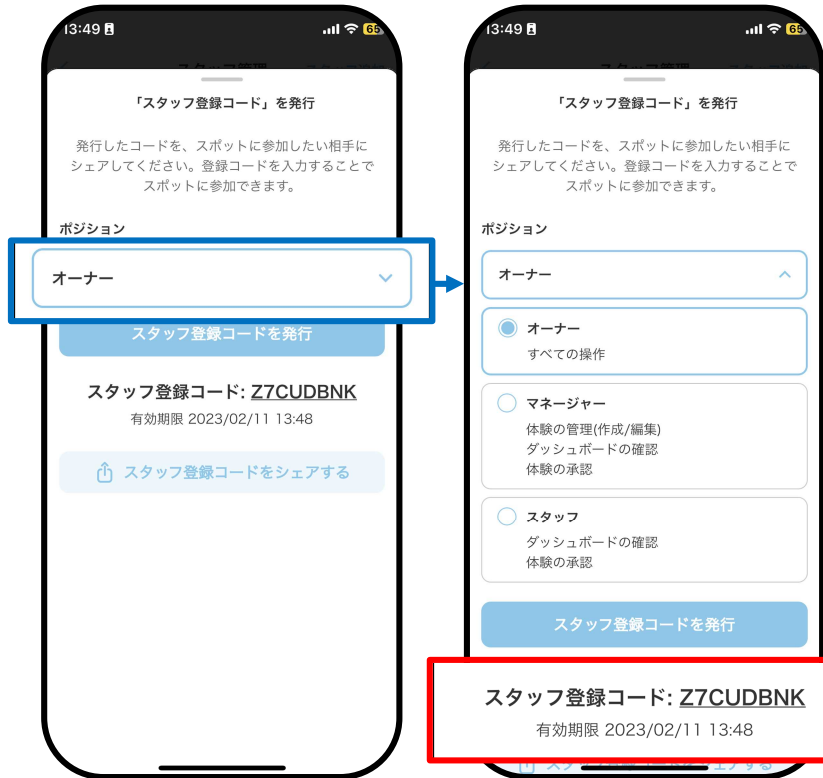 13:49
65
スタッフ管理
「スタッフ登録コード」を発行
発行したコードを、スポットに参加したい相手に
シェアしてください。登録コードを入力することで
スポットに参加できます。
ポジション
オーナー
スタッフ登録コードを発行
スタッフ登録コード: Z7CUDBNK
有効期限 2023/02/11 13:48
スタッフ登録コードをシェアする
13:49
65
スタッフ管理
「スタッフ登録コード」を発行
発行したコードを、スポットに参加したい相手に
シェアしてください。登録コードを入力することで
スポットに参加できます。
ポジション
オーナー
オーナー
すべての操作
マネージャー
体験の管理(作成/編集)
ダッシュボードの確認
体験の承認
スタッフ
ダッシュボードの確認
体験の承認
スタッフ登録コードを発行
スタッフ登録コード: Z7CUDBNK
有効期限 2023/02/11 13:48